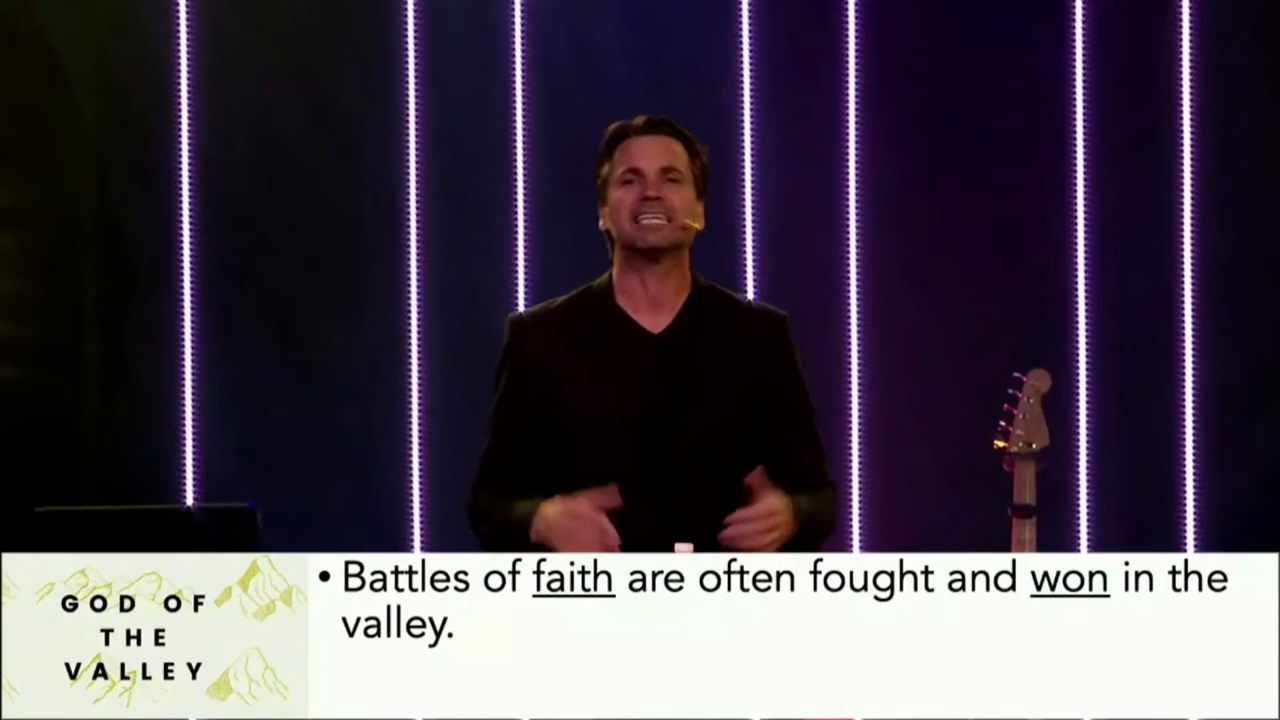 GOD OF
THE
VALLEY
• Battles of faith are often fought and won in the
valley.